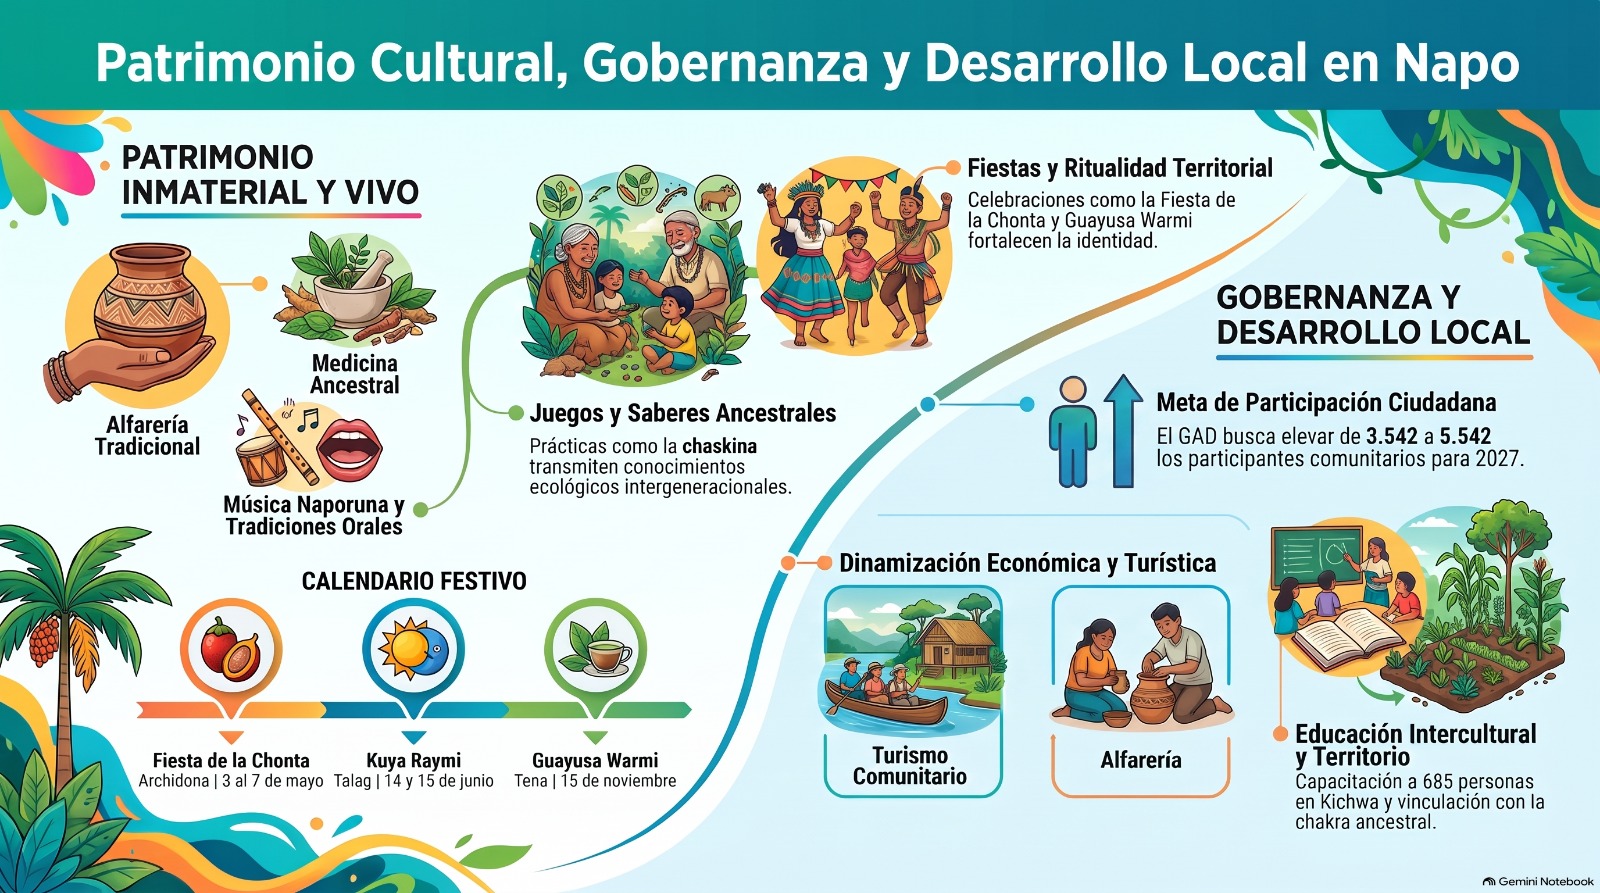 Patrimonio Cultural, Gobernanza y Desarrollo Local en Napo
PATRIMONIO
INMATERIAL Y VIVO
Alfarería
Tradicional
Medicina
Ancestral
Música Naporuna y
Tradiciones Orales
Juegos y Saberes Ancestrales
Prácticas como la chaskina
transmiten conocimientos
ecológicos intergeneracionales.
Fiestas y Ritualidad Territorial
Celebraciones como la Fiesta de
la Chonta y Guayusa Warmi
fortalecen la identidad.
CALENDARIO FESTIVO
Fiesta de la Chonta
Archidona | 3 al 7 de mayo
Kuya Raymi
Talag | 14 y 15 de junio
Guayusa Warmi
Tena | 15 de noviembre
GOBERNANZA Y
DESARROLLO LOCAL
Meta de Participación Ciudadana
El GAD busca elevar de 3.542 a 5.542
los participantes comunitarios para 2027.
Dinamización Económica y Turística
Turismo
Comunitario
Alfarería
Educación Intercultural
y Territorio
Capacitación a 685 personas
en Kichwa y vinculación con la
chakra ancestral.
Gemini Notebook